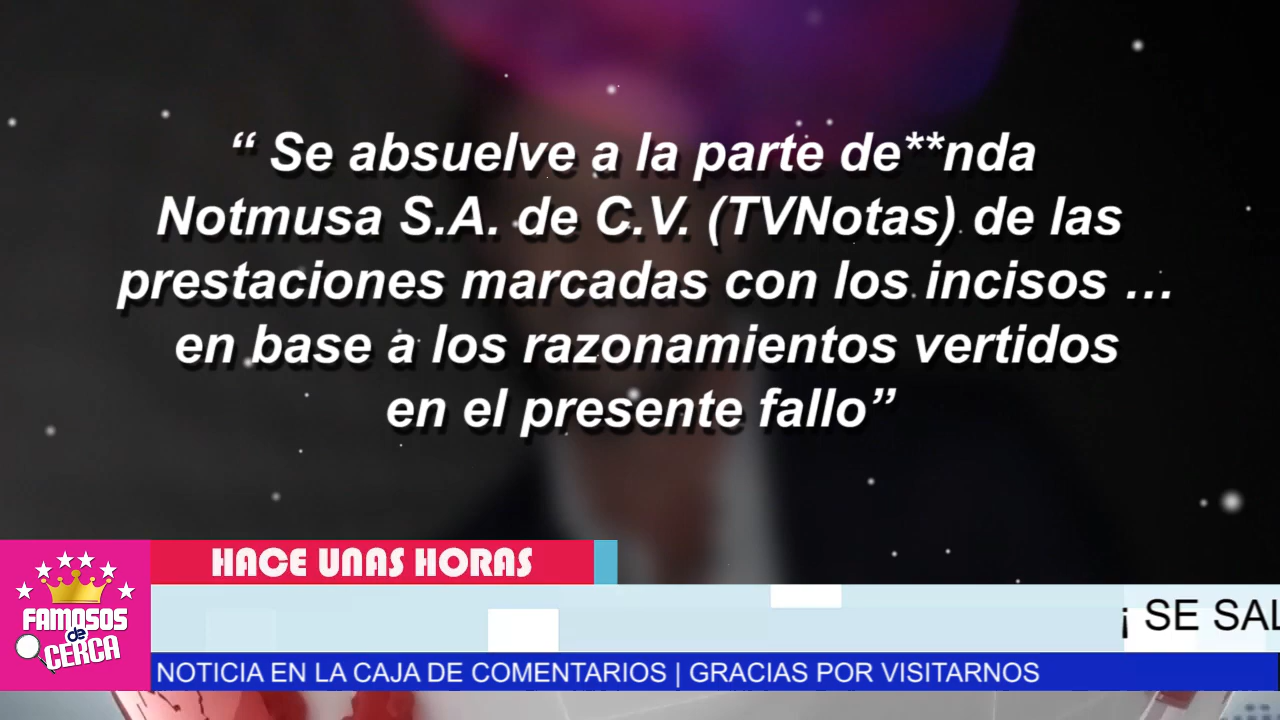 “ Se absuelve a la parte de**nda
Notmusa S.A. de C.V. (TVNotas) de las
prestaciones marcadas con los incisos ...
en base a los razonamientos vertidos
en el presente fallo”
HACE UNAS HORAS
FAMOSOS
de
CERCA
¡ SE SAL
NOTICIA EN LA CAJA DE COMENTARIOS | GRACIAS POR VISITARNOS